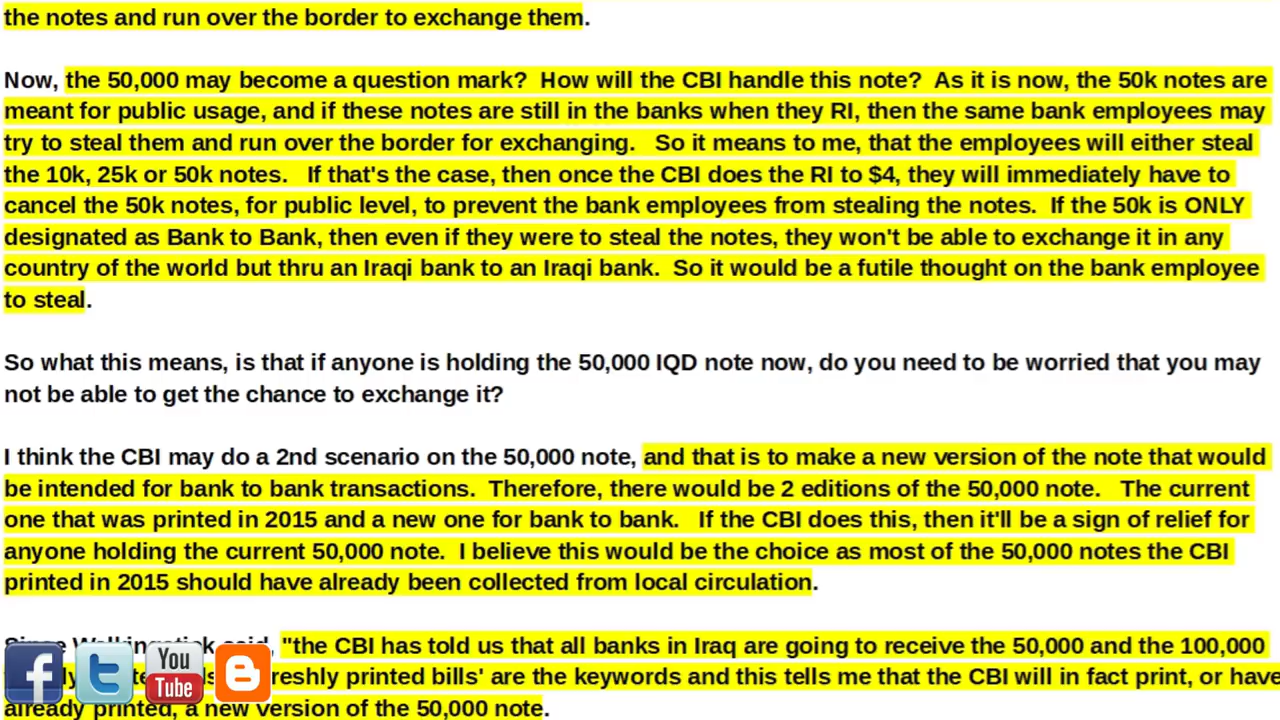 the notes and run over the border to exchange them.
Now, the 50,000 may become a question mark?  How will the CBI handle this note?  As it is now, the 50k notes are
meant for public usage, and if these notes are still in the banks when they RI, then the same bank employees may
try to steal them and run over the border for exchanging.   So it means to me, that the employees will either steal
the 10k, 25k or 50k notes.   If that's the case, then once the CBI does the RI to $4, they will immediately have to
cancel the 50k notes, for public level, to prevent the bank employees from stealing the notes.  If the 50k is ONLY
designated as Bank to Bank, then even if they were to steal the notes, they won't be able to exchange it in any
country of the world but thru an Iraqi bank to an Iraqi bank.  So it would be a futile thought on the bank employee
to steal.
So what this means, is that if anyone is holding the 50,000 IQD note now, do you need to be worried that you may
not be able to get the chance to exchange it?
I think the CBI may do a 2nd scenario on the 50,000 note, and that is to make a new version of the note that would
be intended for bank to bank transactions.  Therefore, there would be 2 editions of the 50,000 note.   The current
one that was printed in 2015 and a new one for bank to bank.   If the CBI does this, then it'll be a sign of relief for
anyone holding the current 50,000 note.  I believe this would be the choice as most of the 50,000 notes the CBI
printed in 2015 should have already been collected from local circulation.
Since Walkingstick said, "the CBI has told us that all banks in Iraq are going to receive the 50,000 and the 100,000
reshly printed bills' are the keywords and this tells me that the CBI will in fact print, or have
already printed, a new version of the 50,000 note.
f
t
You
Tube
B